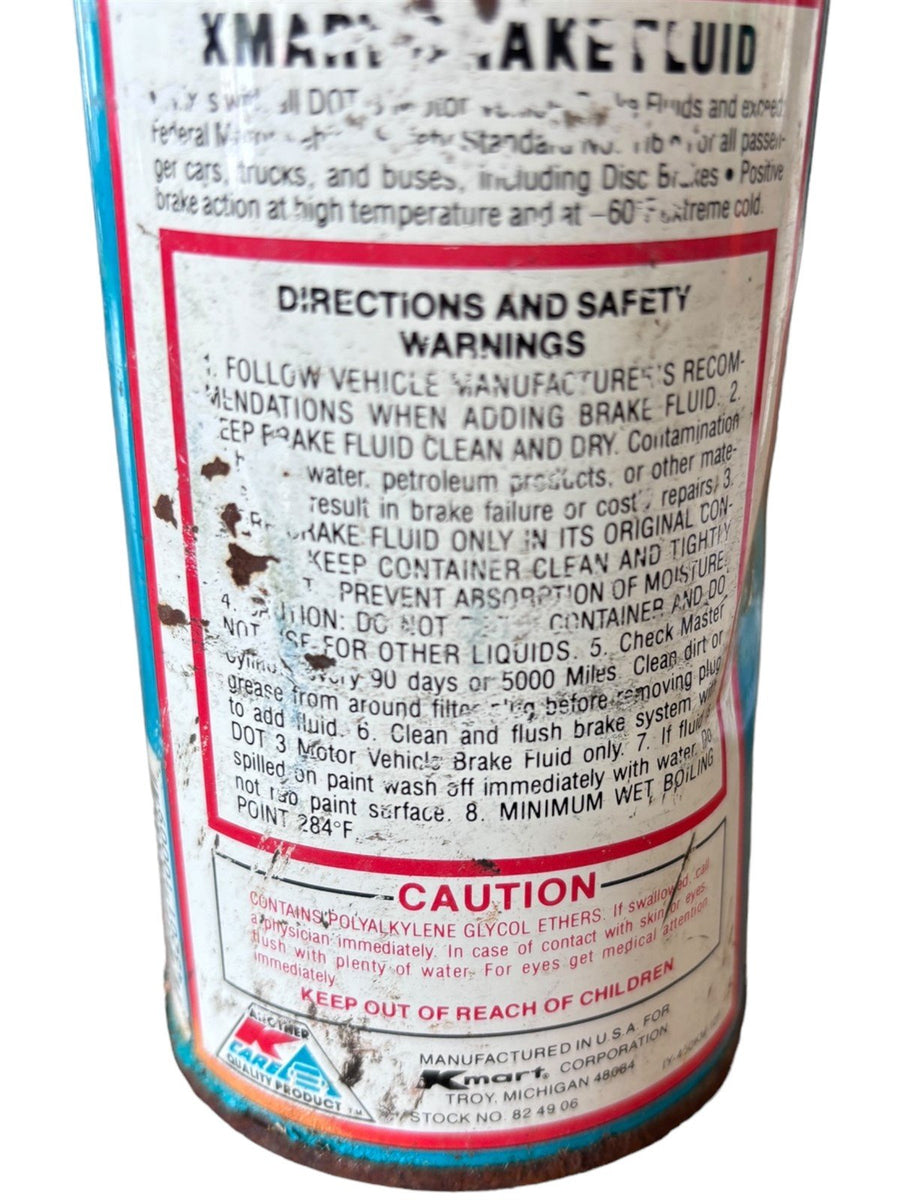 FLUID
all DOT Fluids and exceed
Federal Safety Standard No. for all passen-
ger cars, trucks, and buses, including Disc Brakes • Positive
brake action at high temperature and at –60°F extreme cold.
DIRECTIONS AND SAFETY
WARNINGS
1. FOLLOW VEHICLE MANUFACTURER'S RECOM-
MENDATIONS WHEN ADDING BRAKE FLUID. 2.
KEEP BRAKE FLUID CLEAN AND DRY. Contamination
water, petroleum products, or other mate-
result in brake failure or costly repairs. 3.
BRAKE FLUID ONLY IN ITS ORIGINAL CON-
KEEP CONTAINER CLEAN AND TIGHTLY
PREVENT ABSORPTION OF MOISTURE.
4. CAUTION: DO NOT CONTAINER AND DO
NOT USE FOR OTHER LIQUIDS. 5. Check Master
Cylinder every 90 days or 5000 Miles. Clean dirt or
grease from around filter plug before removing plug
to add fluid. 6. Clean and flush brake system with
DOT 3 Motor Vehicle Brake Fluid only. 7. If fluid
spilled on paint wash off immediately with water. Do
not rub paint surface. 8. MINIMUM WET BOILING
POINT 284°F
CAUTION
CONTAINS POLYALKYLENE GLYCOL ETHERS. If swallowed, call
a physician immediately. In case of contact with skin or eyes,
flush with plenty of water. For eyes get medical attention
immediately.
KEEP OUT OF REACH OF CHILDREN
ANOTHER
K
CARE
QUALITY PRODUCT ™
MANUFACTURED IN U.S.A. FOR
Kmart® CORPORATION
TROY, MICHIGAN 48084
STOCK NO. 82 49 06